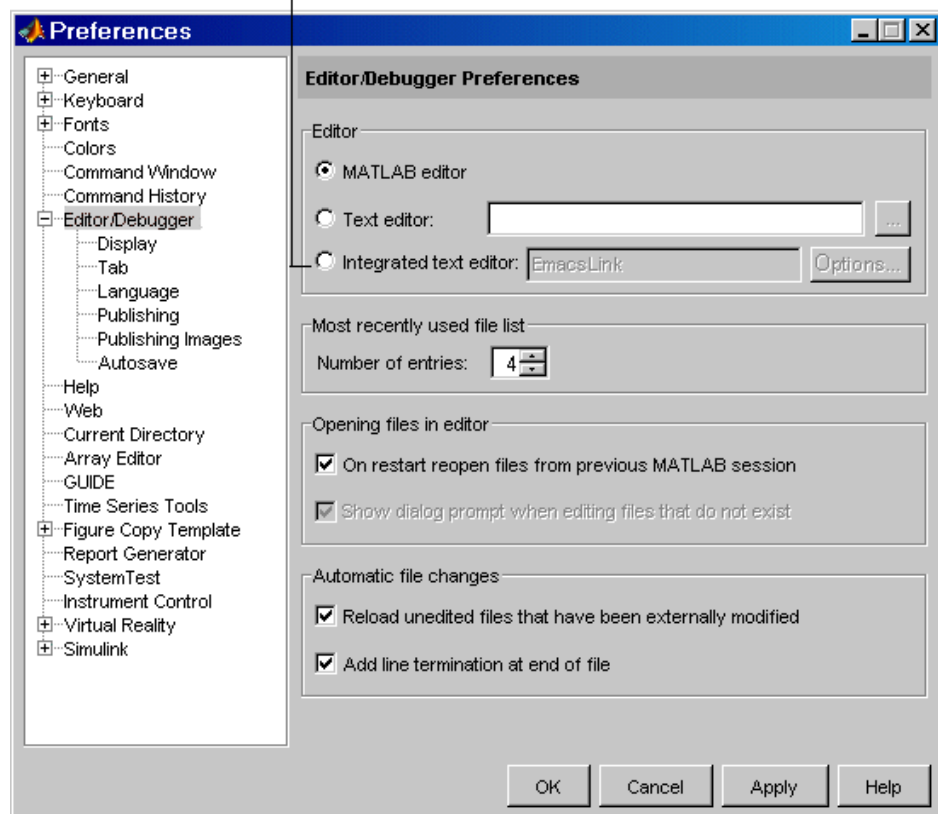 Preferences
General
Keyboard
Fonts
Colors
Command Window
Command History
Editor/Debugger
Display
Tab
Language
Publishing
Publishing Images
Autosave
Help
Web
Current Directory
Array Editor
GUIDE
Time Series Tools
Figure Copy Template
Report Generator
SystemTest
Instrument Control
Virtual Reality
Simulink
Editor/Debugger Preferences
Editor
MATLAB editor
Text editor: ...
Integrated text editor: EmacsLink Options...
Most recently used file list
Number of entries: 4
Opening files in editor
On restart reopen files from previous MATLAB session
Show dialog prompt when editing files that do not exist
Automatic file changes
Reload unedited files that have been externally modified
Add line termination at end of file
OK Cancel Apply Help